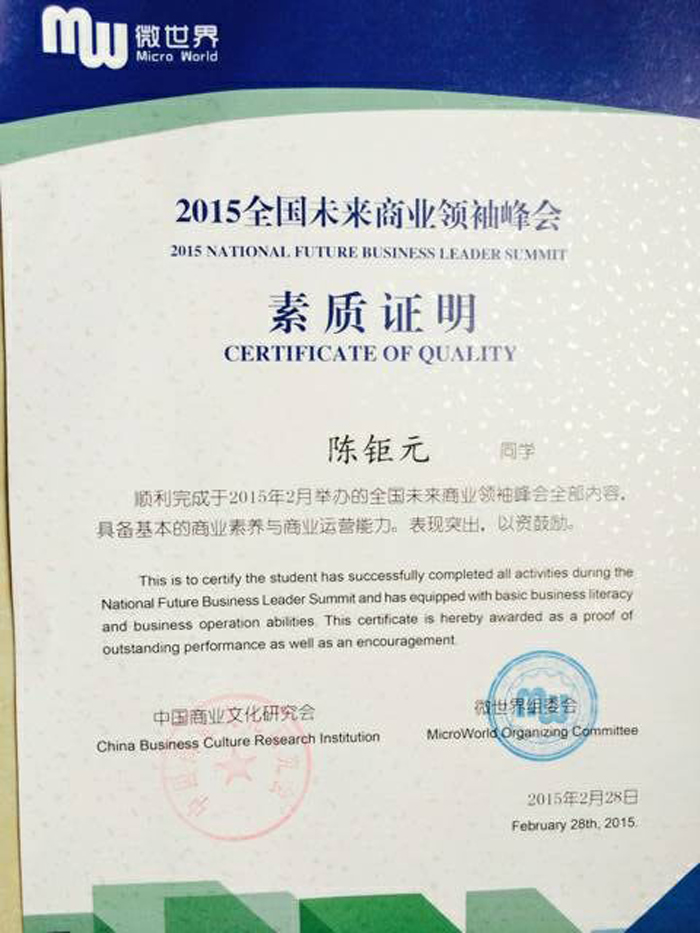 mw 微世界
Micro World
2015全国未来商业领袖峰会
2015 NATIONAL FUTURE BUSINESS LEADER SUMMIT
素质证明
CERTIFICATE OF QUALITY
陈钜元 同学
顺利完成于2015年2月举办的全国未来商业领袖峰会全部内容，
具备基本的商业素养与商业运营能力。表现突出，以资鼓励。
This is to certify the student has successfully completed all activities during the
National Future Business Leader Summit and has equipped with basic business literacy
and business operation abilities. This certificate is hereby awarded as a proof of
outstanding performance as well as an encouragement.
中国商业文化研究会
China Business Culture Research Institution
微世界组委会
MicroWorld Organizing Committee
mw
2015年2月28日
February 28th, 2015.